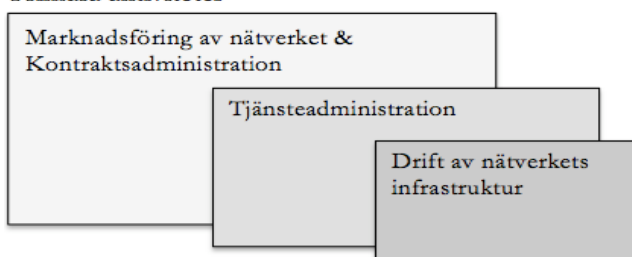 Marknadsföring av nätverket &
Kontraktsadministration
Tjänsteadministration
Drift av nätverkets
infrastruktur